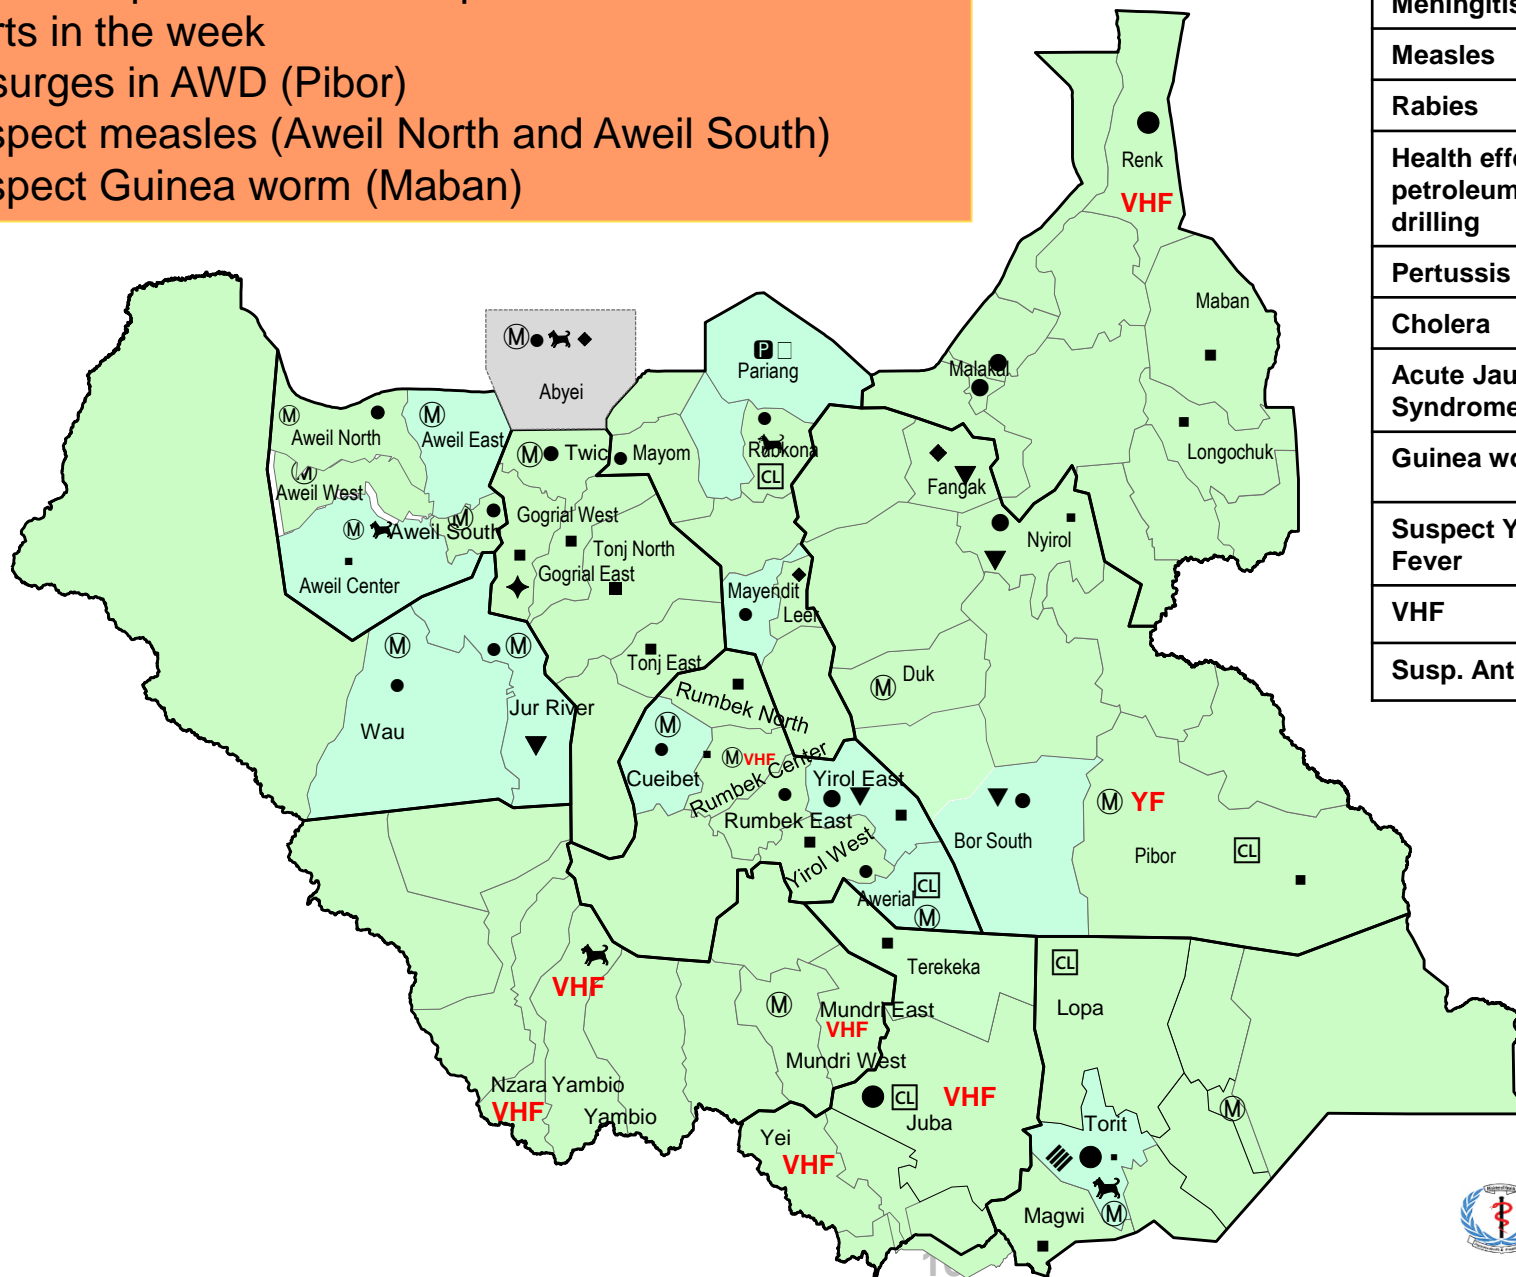 rts in the week
surges in AWD (Pibor)
spect measles (Aweil North and Aweil South)
spect Guinea worm (Maban)
Meningitis
Measles
Rabies
Health effe
petroleum
drilling
Pertussis
Cholera
Acute Jau
Syndrome
Guinea wo
Suspect Y
Fever
VHF
Susp. Ant
Renk
VHF
Maban
Malakal
Longochuk
P
Pariang
M
Abyei
M
Aweil North
M
Aweil East
M
Twic
Mayom
Rubkona
CL
Fangak
M
Aweil West
M
Aweil South
M
Aweil Center
Gogrial West
Tonj North
Gogrial East
Nyirol
Mayendit
Leer
M
M
Tonj East
Duk
M
Rumbek North
Jur River
Wau
M
Cueibet
M VHF
Rumbek Center
Yirol East
Rumbek East
Yirol West
Bor South
M YF
Pibor
CL
Awerial
CL
M
Terekeka
CL
Lopa
VHF
M
Mundri East
VHF
Mundri West
Nzara Yambio
VHF
Yambio
CL
VHF
Juba
Yei
VHF
Torit
M
M
Magwi